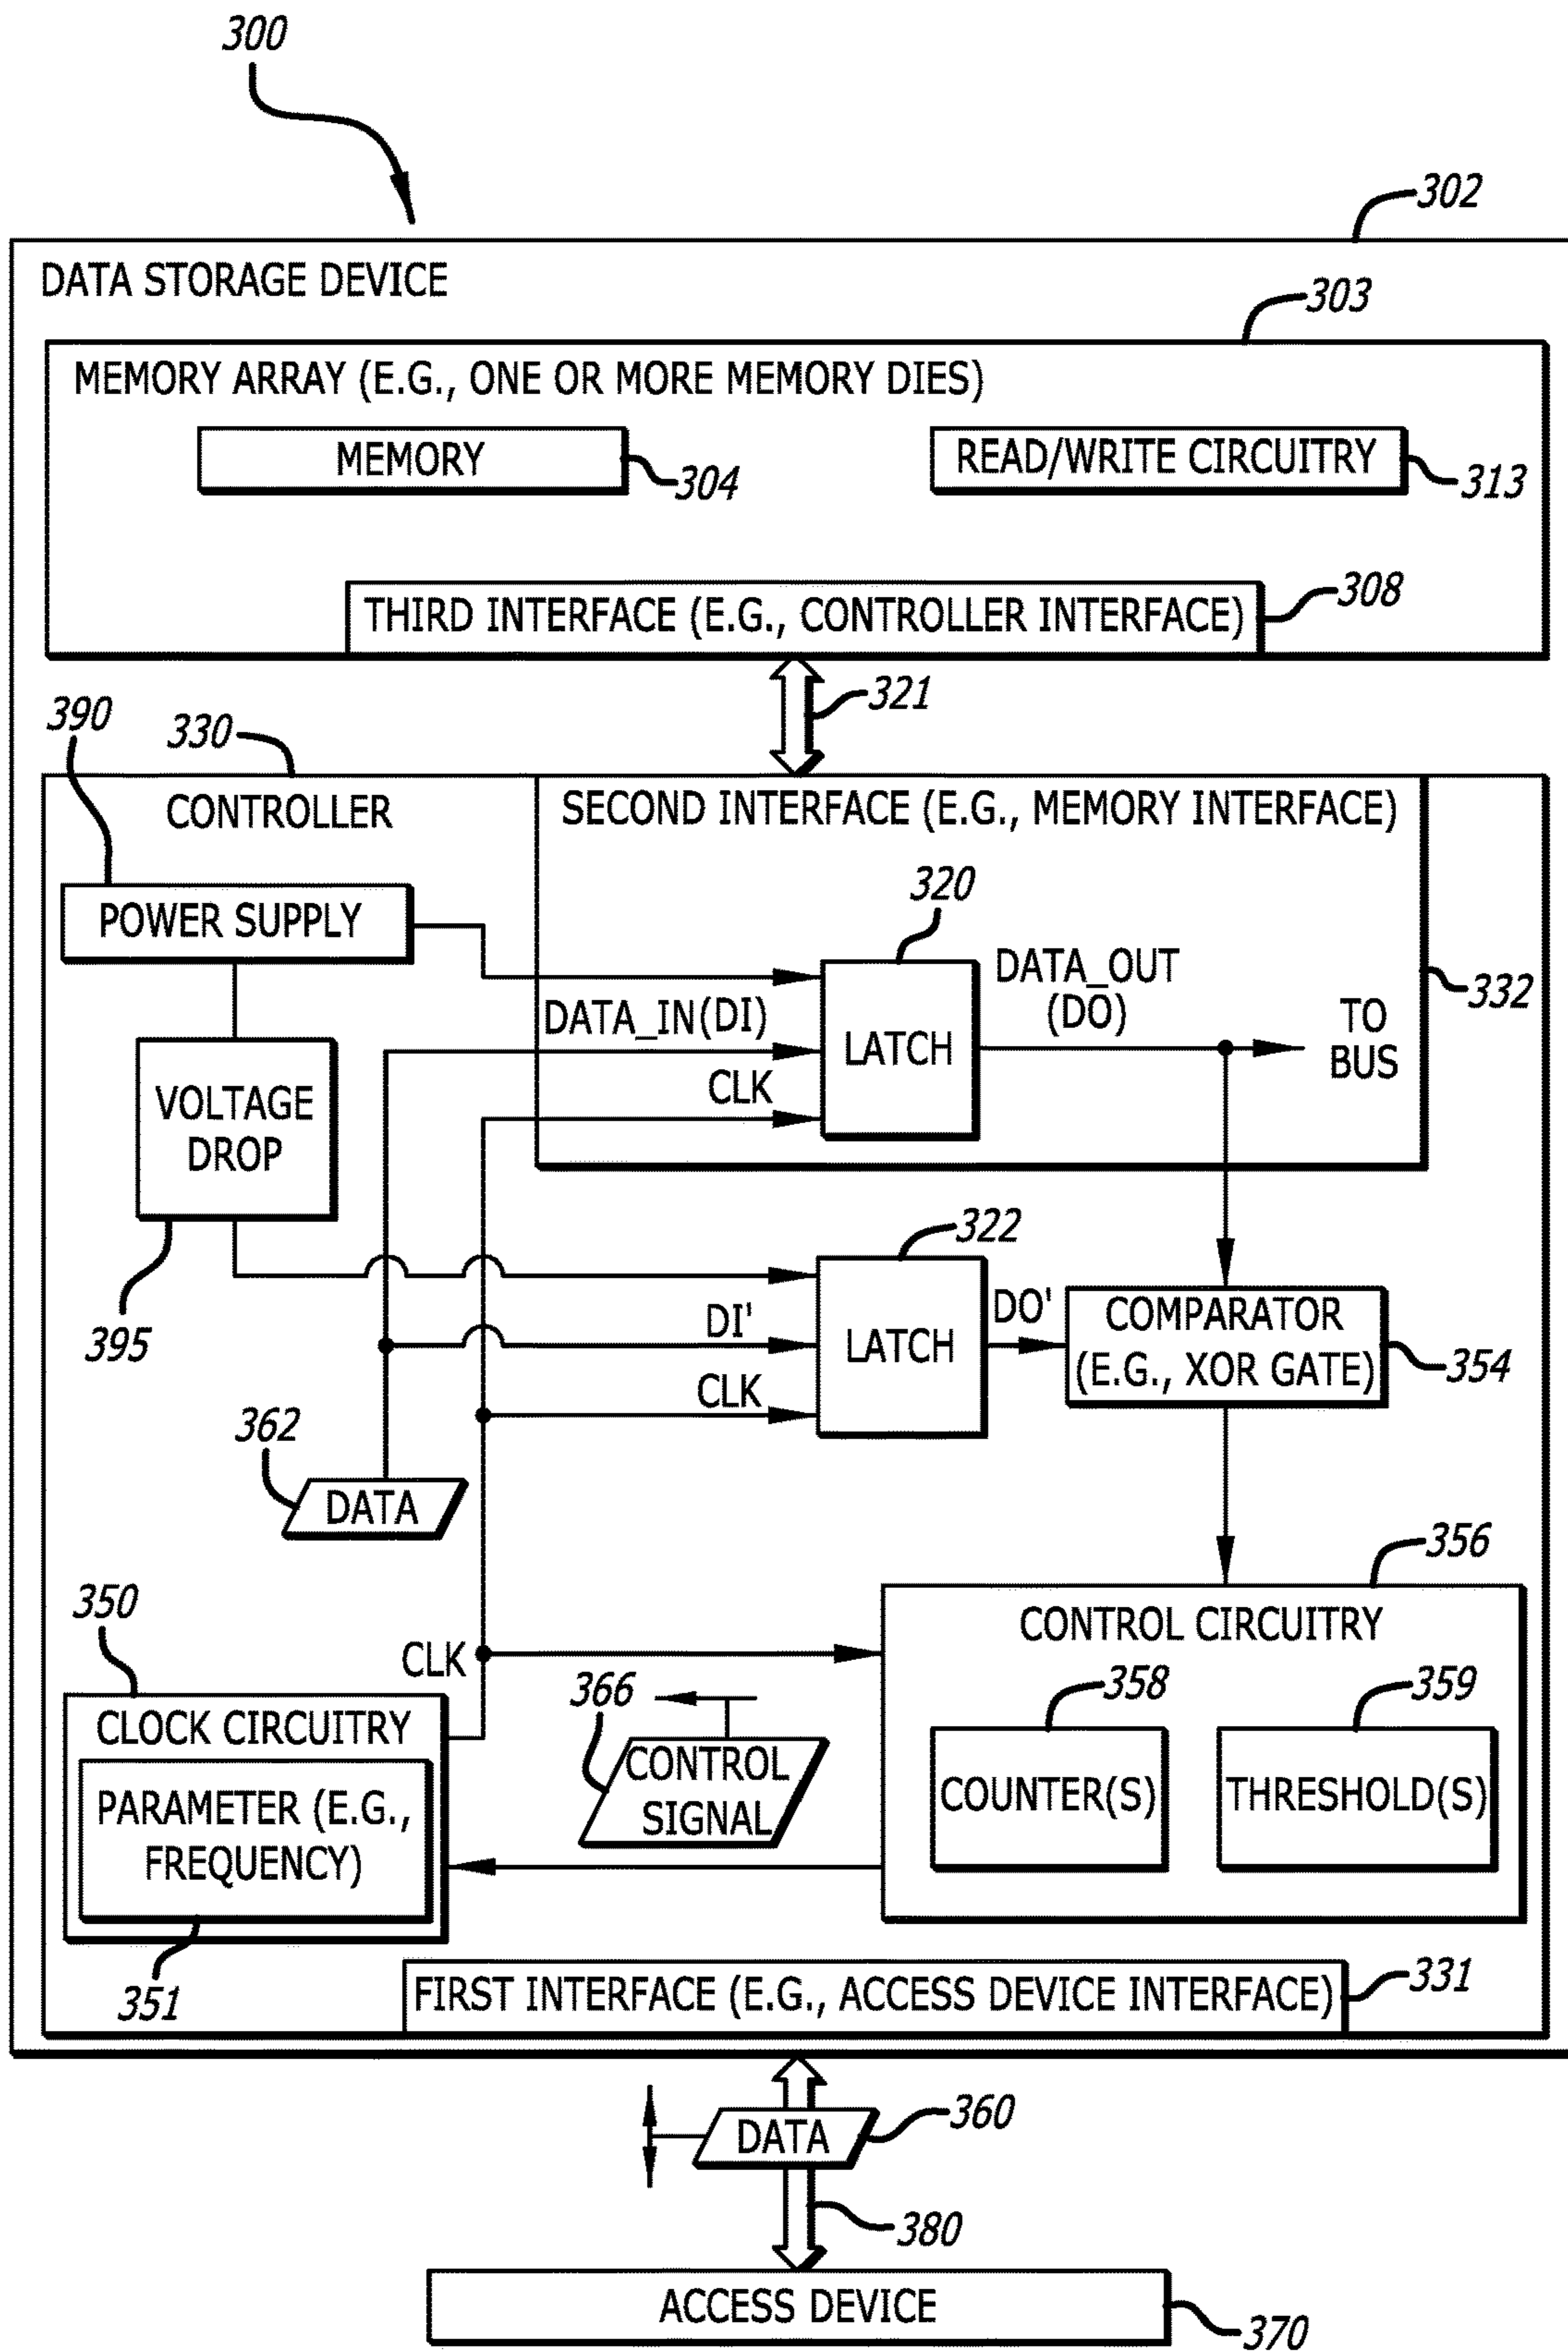 300
302
DATA STORAGE DEVICE
303
MEMORY ARRAY (E.G., ONE OR MORE MEMORY DIES)
MEMORY
304
READ/WRITE CIRCUITRY
313
THIRD INTERFACE (E.G., CONTROLLER INTERFACE)
308
321
390
330
CONTROLLER
SECOND INTERFACE (E.G., MEMORY INTERFACE)
332
POWER SUPPLY
320
DATA_IN(DI)
CLK
LATCH
DATA_OUT
(DO)
TO
BUS
VOLTAGE
DROP
395
322
DI'
CLK
LATCH
DO'
COMPARATOR
(E.G., XOR GATE)
354
362
DATA
356
CONTROL CIRCUITRY
350
CLK
366
358
359
CLOCK CIRCUITRY
PARAMETER (E.G.,
FREQUENCY)
351
CONTROL
SIGNAL
COUNTER(S)
THRESHOLD(S)
FIRST INTERFACE (E.G., ACCESS DEVICE INTERFACE)
331
DATA
360
380
ACCESS DEVICE
370